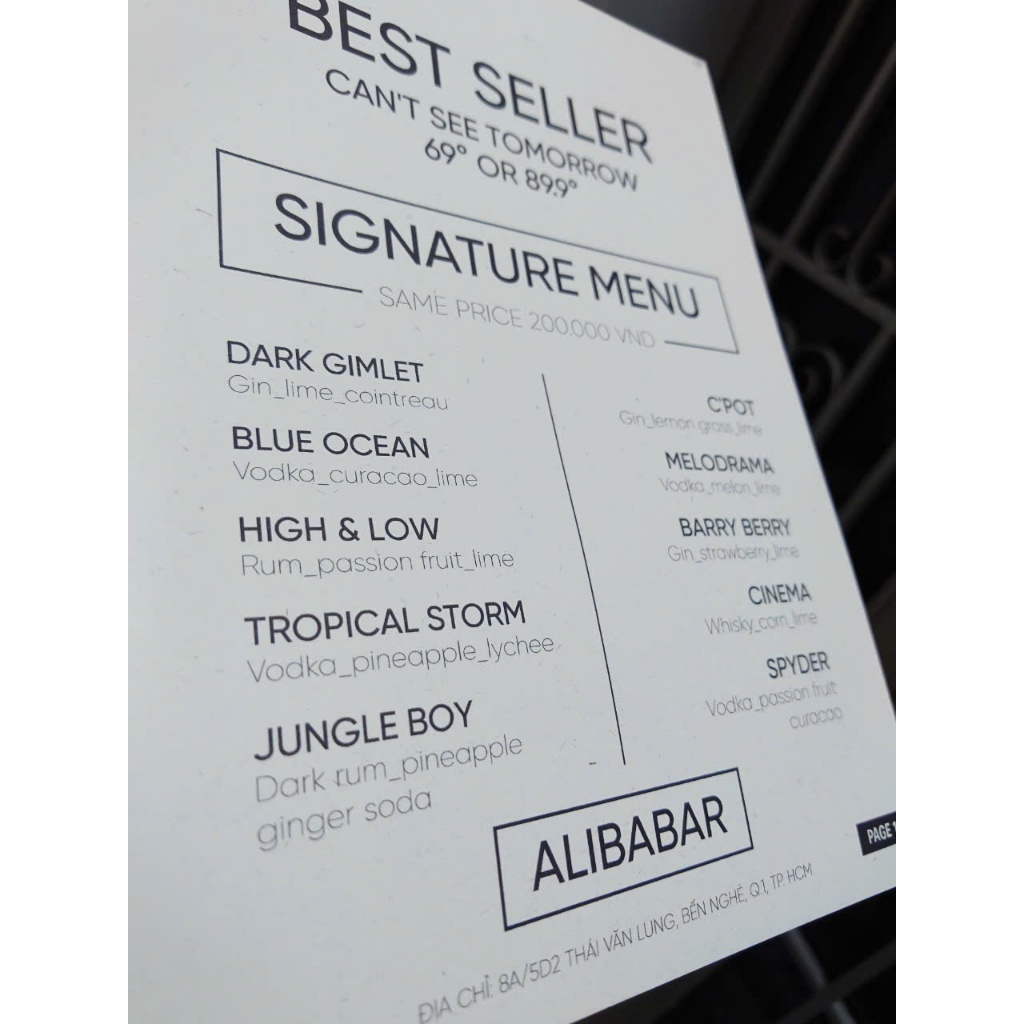 BEST SELLER
CAN'T SEE TOMORROW
69° OR 89.9°
SIGNATURE MENU
SAME PRICE 200.000 VND
DARK GIMLET
Gin_lime_cointreau
BLUE OCEAN
Vodka_curacao_lime
HIGH & LOW
Rum_passion fruit_lime
TROPICAL STORM
Vodka_pineapple_lychee
JUNGLE BOY
Dark rum_pineapple
ginger soda
C'POT
Gin_lemon grass_lime
MELODRAMA
Vodka_melon_lime
BARRY BERRY
Gin_strawberry_lime
CINEMA
Whisky_corn_lime
SPYDER
Vodka_passion fruit
curacao
ALIBABAR
PAGE 1
ĐỊA CHỈ: 8A/5D2 THÁI VĂN LUNG, BẾN NGHÉ, Q.1, TP. HCM